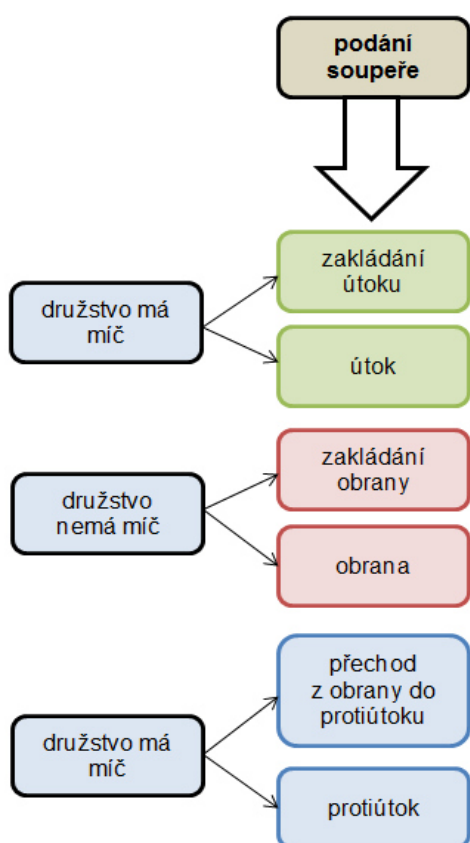 podání
soupeře
zakládání
útoku
družstvo má
míč
útok
zakládání
obrany
družstvo
nemá míč
obrana
přechod
z obrany do
protiútoku
družstvo má
míč
protiútok